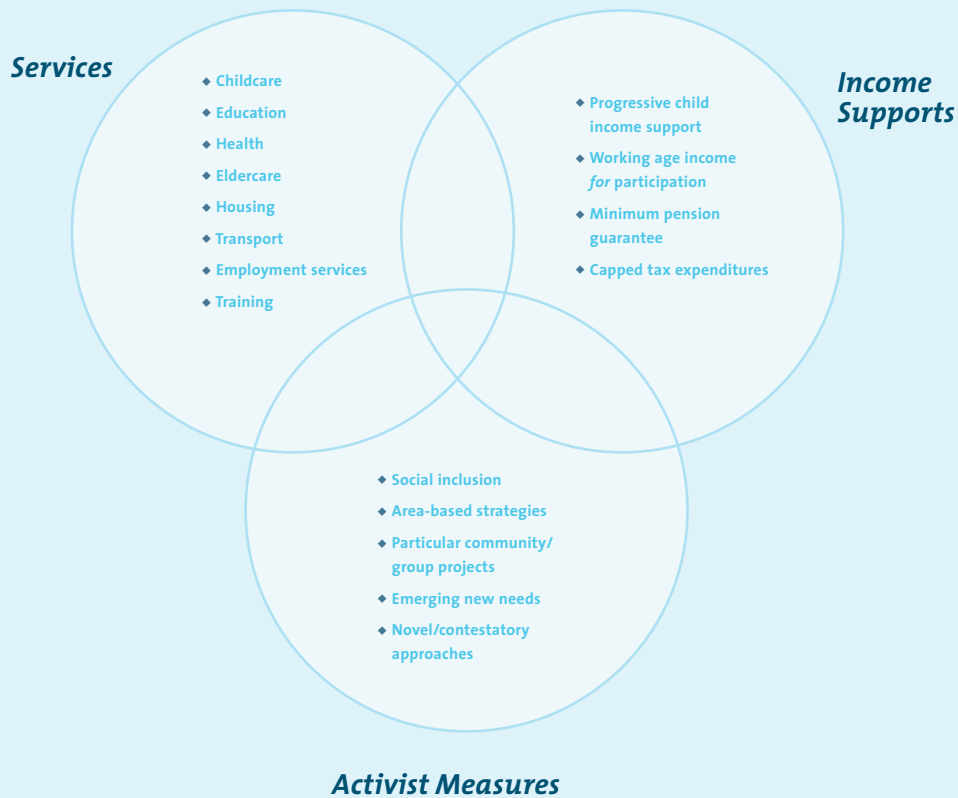 Services
◆ Childcare
◆ Education
◆ Health
◆ Eldercare
◆ Housing
◆ Transport
◆ Employment services
◆ Training
Income
Supports
◆ Progressive child
income support
◆ Working age income
for participation
◆ Minimum pension
guarantee
◆ Capped tax expenditures
◆ Social inclusion
◆ Area-based strategies
◆ Particular community/
group projects
◆ Emerging new needs
◆ Novel/contestatory
approaches
Activist Measures